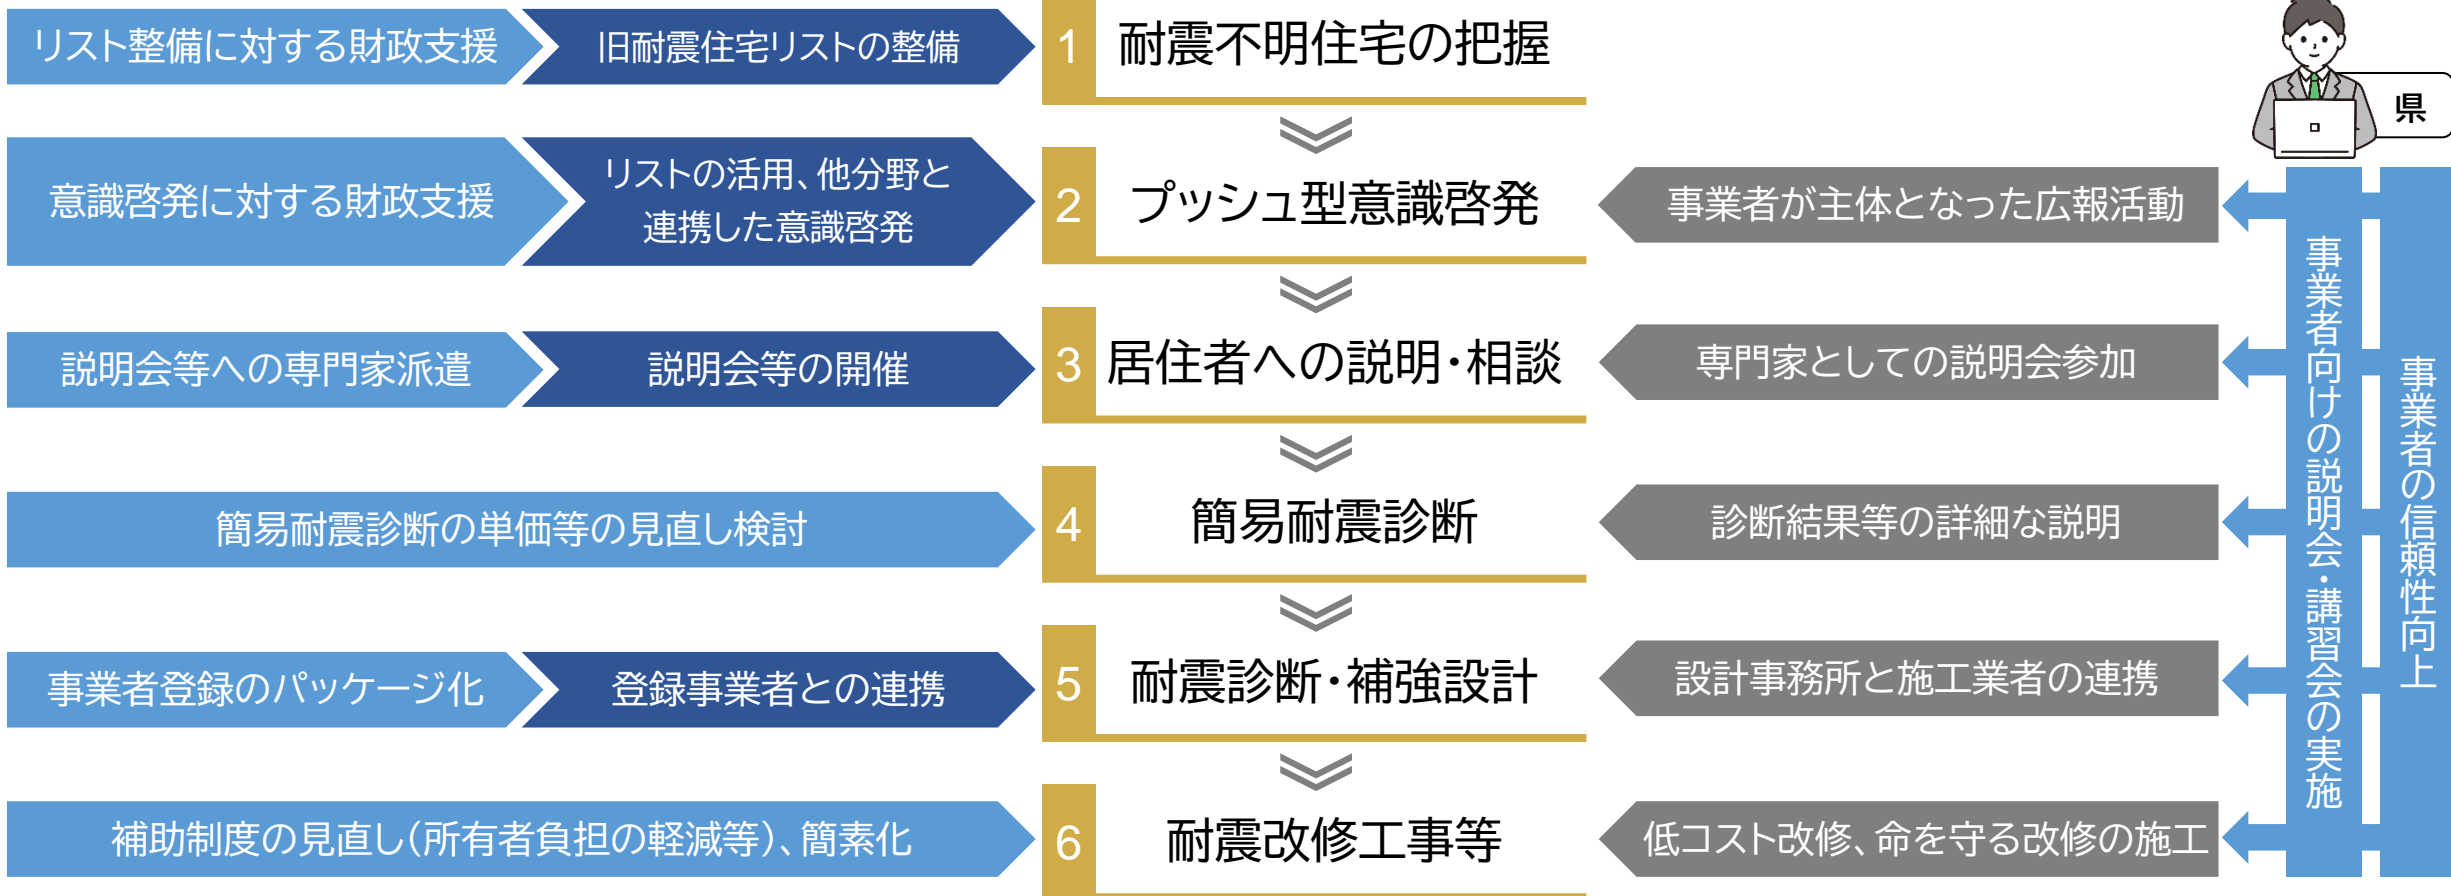 リスト整備に対する財政支援
旧耐震住宅リストの整備
1
耐震不明住宅の把握
県
意識啓発に対する財政支援
リストの活用、他分野と
連携した意識啓発
2
プッシュ型意識啓発
事業者が主体となった広報活動
説明会等への専門家派遣
説明会等の開催
3
居住者への説明・相談
専門家としての説明会参加
簡易耐震診断の単価等の見直し検討
4
簡易耐震診断
診断結果等の詳細な説明
事業者登録のパッケージ化
登録事業者との連携
5
耐震診断・補強設計
設計事務所と施工業者の連携
補助制度の見直し（所有者負担の軽減等）、簡素化
6
耐震改修工事等
低コスト改修、命を守る改修の施工
事業者向けの説明会・講習会の実施
事業者の信頼性向上